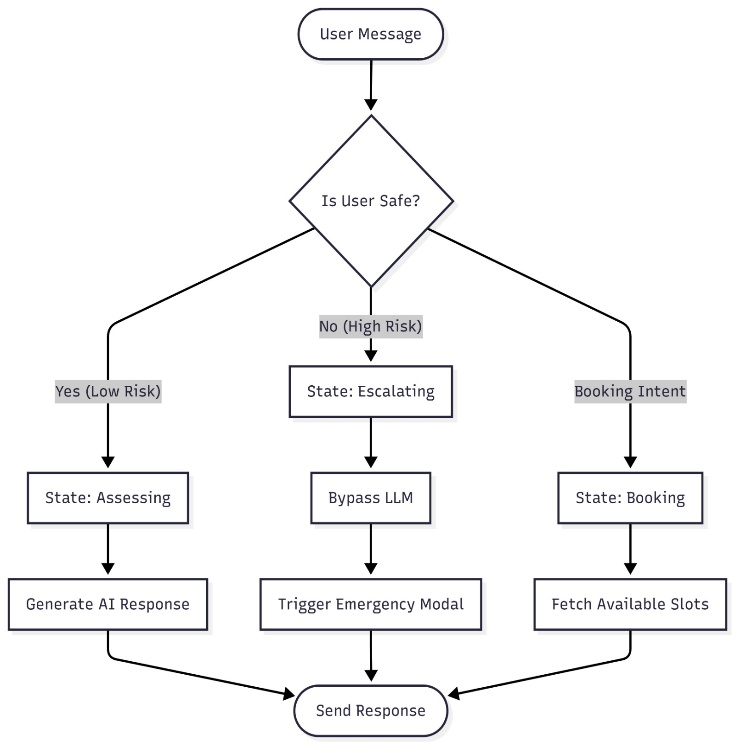 User Message
Is User Safe?
No (High Risk)
State: Escalating
Yes (Low Risk)
Booking Intent
State: Assessing
Bypass LLM
State: Booking
Generate AI Response
Trigger Emergency Modal
Fetch Available Slots
Send Response